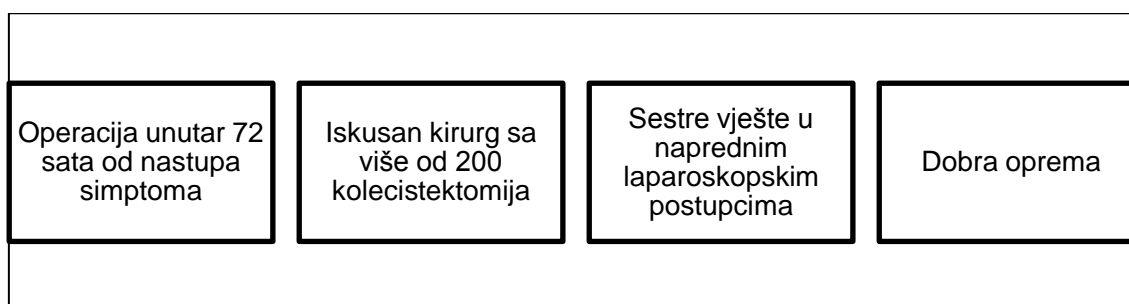 Operacija unutar 72
sata od nastupa
simptoma
Iskusan kirurg sa
više od 200
kolecistektomija
Sestre vješte u
naprednim
laparoskopskim
postupcima
Dobra oprema